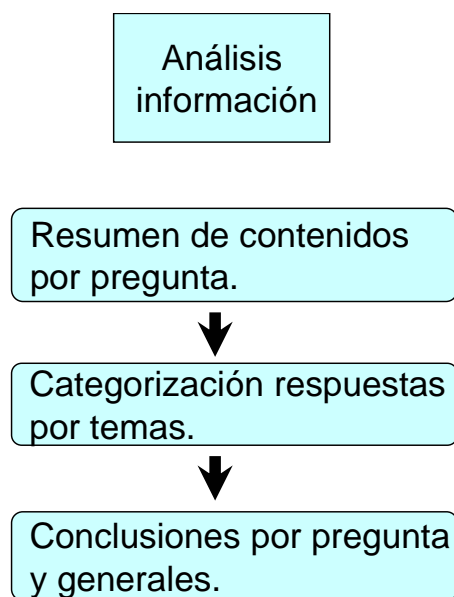 Análisis
información
Resumen de contenidos
por pregunta.
Categorización respuestas
por temas.
Conclusiones por pregunta
y generales.